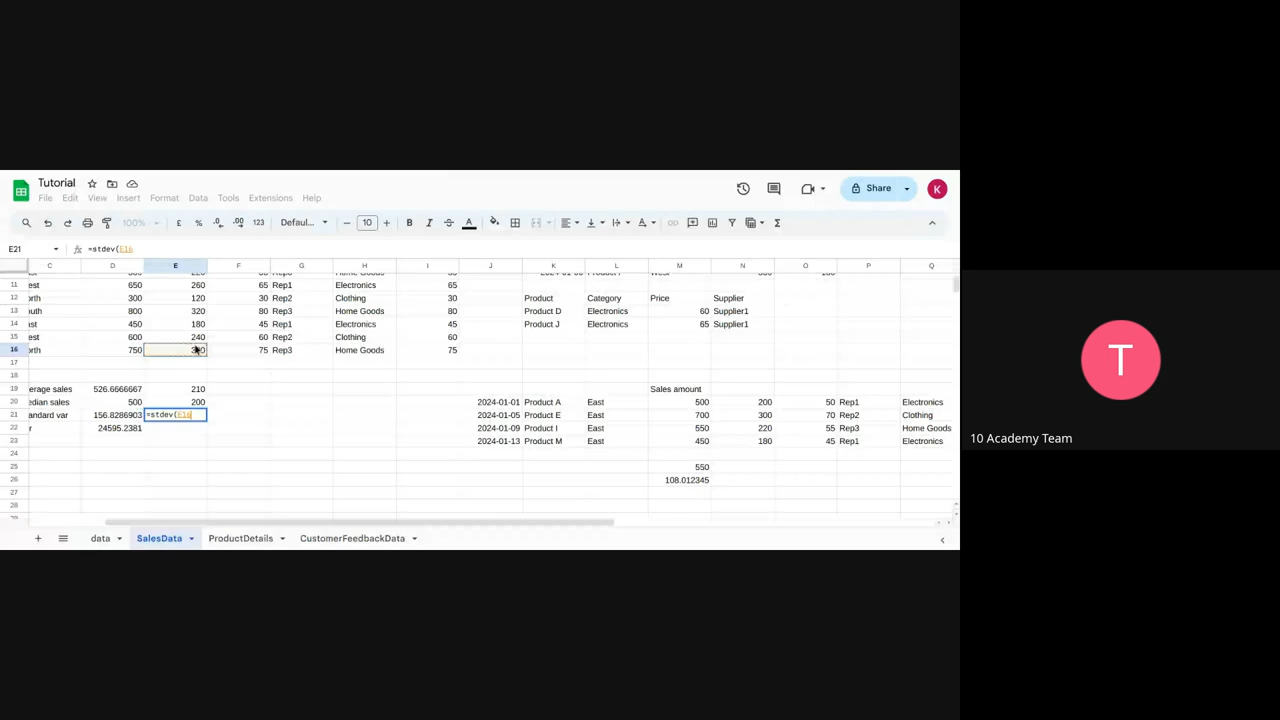 Tutorial
File Edit View Insert Format Data Tools Extensions Help
Share
K
100% £ % .0 .00 123 Defaul... 10 B I S A
E21 fx =stdev(E16
C D E F G H I J K L M N O P Q
11 est 650 260 65 Rep1 Electronics 65
12 orth 300 120 30 Rep2 Clothing 30 Product Category Price Supplier
13 outh 800 320 80 Rep3 Home Goods 80 Product D Electronics 60 Supplier1
14 st 450 180 45 Rep1 Electronics 45 Product J Electronics 65 Supplier1
15 est 600 240 60 Rep2 Clothing 60
16 orth 750 75 Rep3 Home Goods 75
17
18
19 erage sales 526.6666667 210 Sales amount
20 edian sales 500 200 2024-01-01 Product A East 500 200 50 Rep1 Electronics
21 andard var 156.8286903 =stdev(E16 2024-01-05 Product E East 700 300 70 Rep2 Clothing
22 r 24595.2381 2024-01-09 Product I East 550 220 55 Rep3 Home Goods
23 2024-01-13 Product M East 450 180 45 Rep1 Electronics
24
25 550
26 108.012345
27
28
data SalesData ProductDetails CustomerFeedbackData
T
10 Academy Team